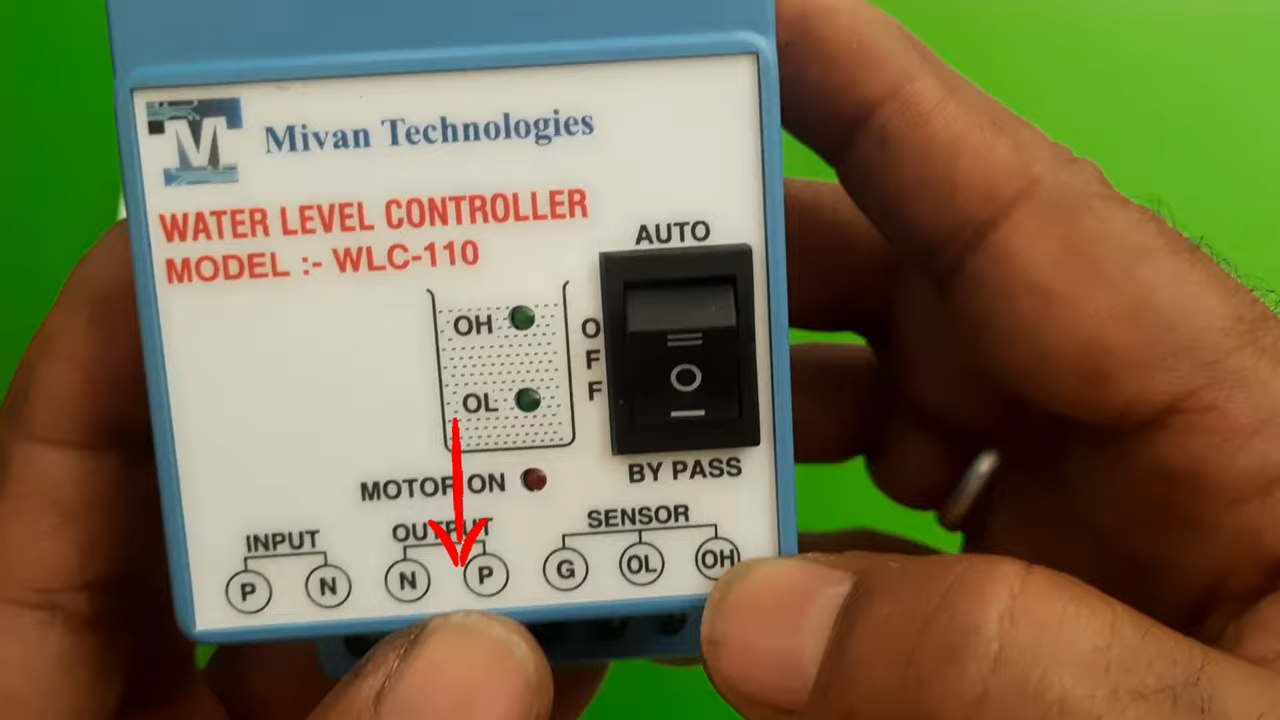 M
Mivan Technologies
WATER LEVEL CONTROLLER
MODEL :- WLC-110
AUTO
OH
OL
OFF
BY PASS
MOTOR ON
INPUT
OUTPUT
SENSOR
P N N P G OL OH